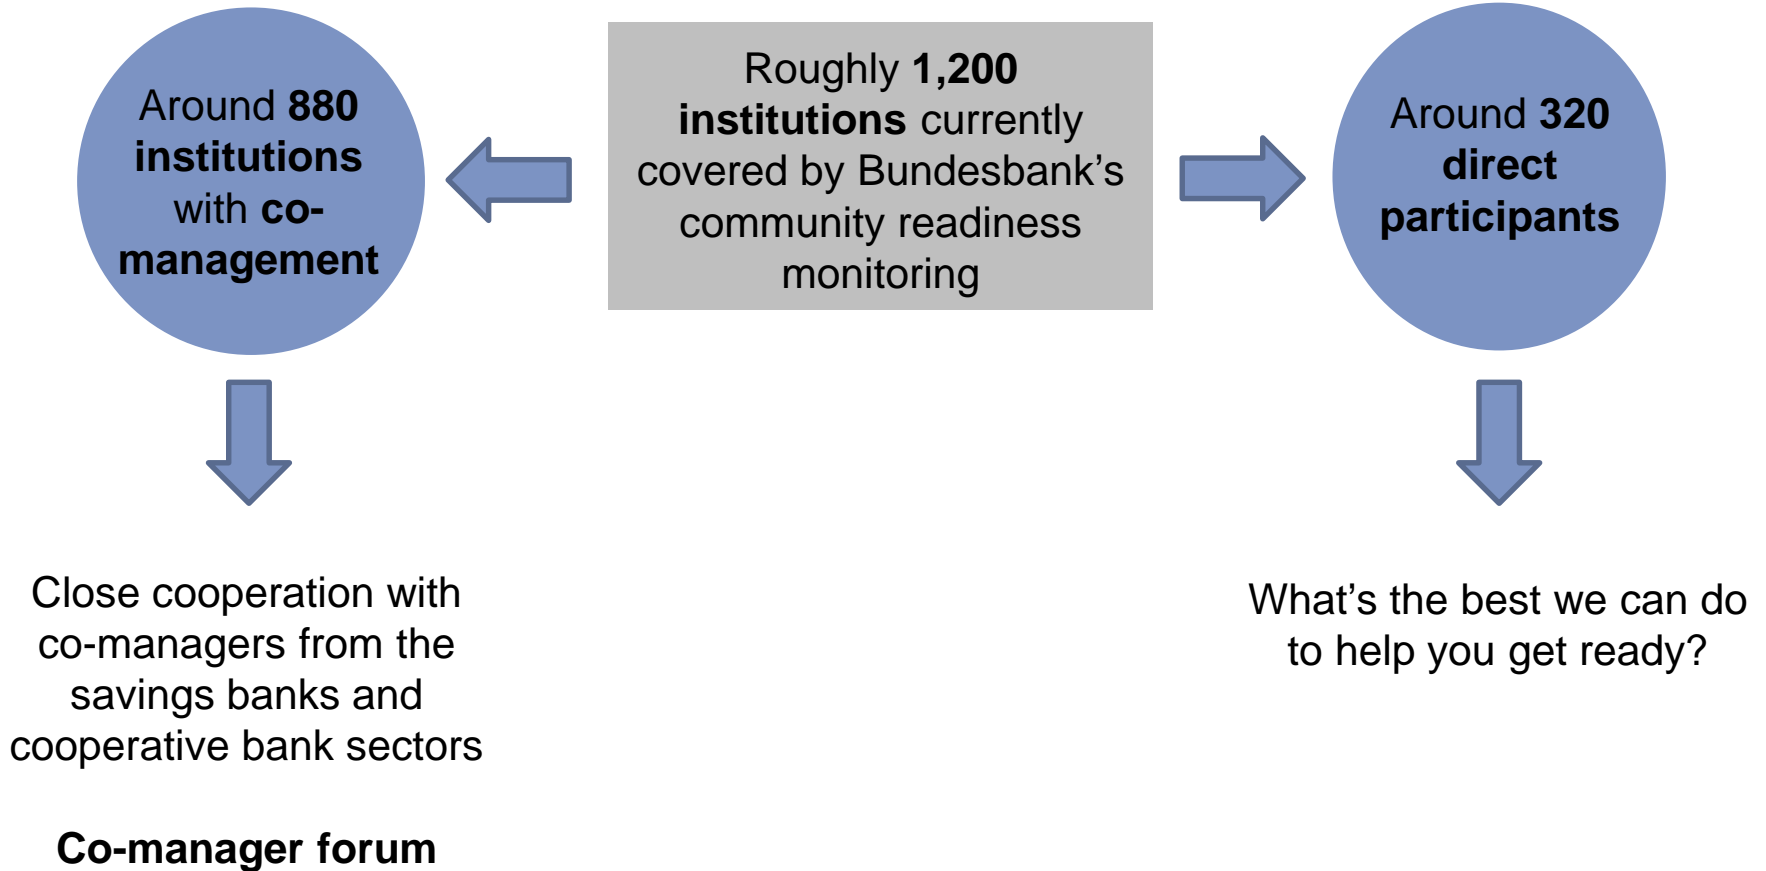 Around 880
institutions
with co-
management
Roughly 1,200
institutions currently
covered by Bundesbank’s
community readiness
monitoring
Around 320
direct
participants
Close cooperation with
co-managers from the
savings banks and
cooperative bank sectors
Co-manager forum
What’s the best we can do
to help you get ready?